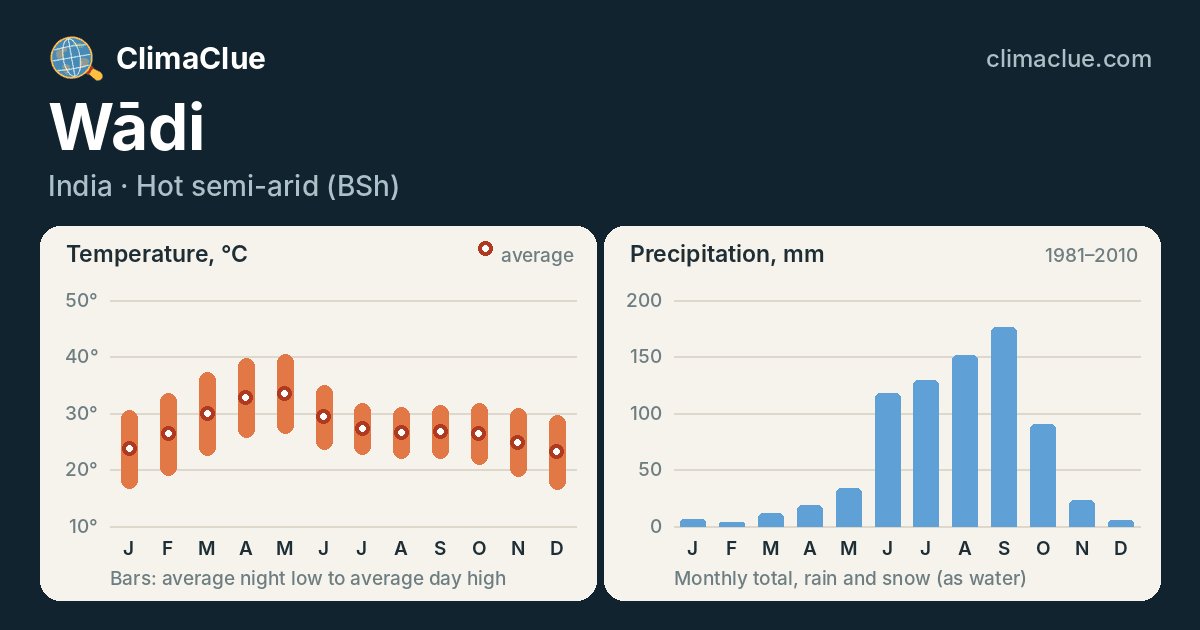 ClimaClue
climaclue.com
Wādi
India · Hot semi-arid (BSh)
Temperature, °C
average
50°
40°
30°
20°
10°
J F M A M J J A S O N D
Bars: average night low to average day high
Precipitation, mm
1981–2010
200
150
100
50
0
J F M A M J J A S O N D
Monthly total, rain and snow (as water)